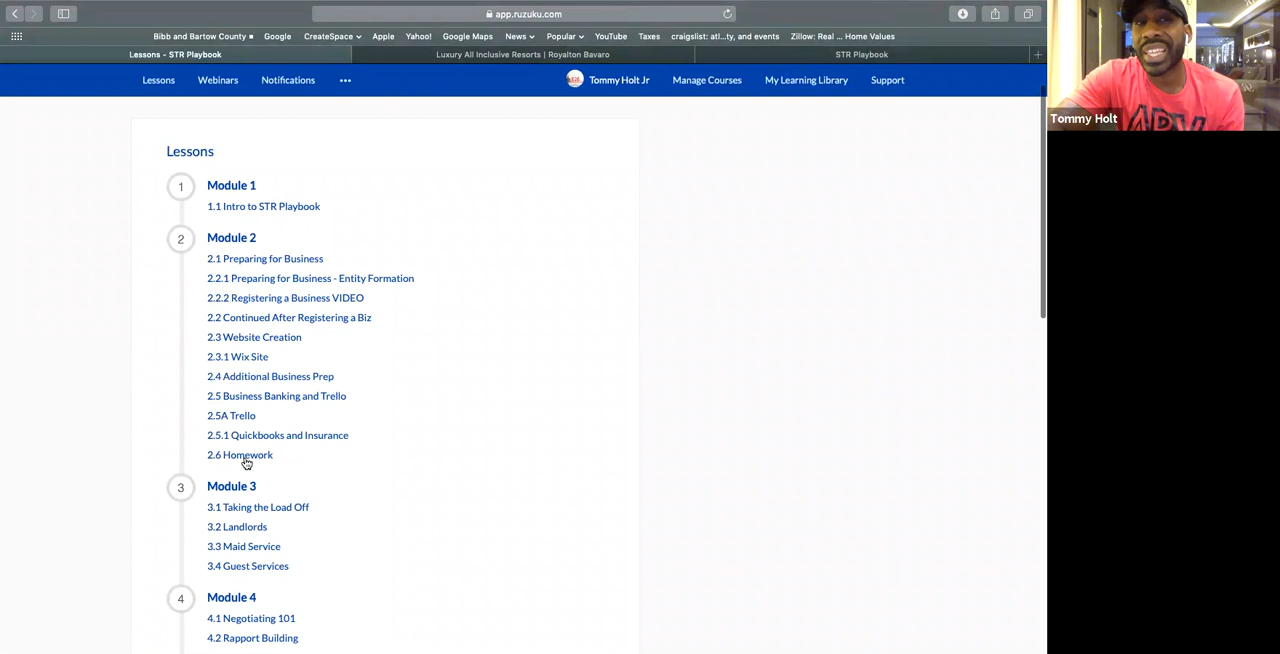 app.ruzuku.com
Bibb and Bartow County Google CreateSpace Apple Yahoo! Google Maps News Popular YouTube Taxes craigslist: atl...ty, and events Zillow: Real ... Home Values
Lessons - STR Playbook Luxury All Inclusive Resorts | Royalton Bavaro STR Playbook
Lessons Webinars Notifications ••• Tommy Holt Jr Manage Courses My Learning Library Support
Tommy Holt
Lessons
1 Module 1
1.1 Intro to STR Playbook
2 Module 2
2.1 Preparing for Business
2.2.1 Preparing for Business - Entity Formation
2.2.2 Registering a Business VIDEO
2.2 Continued After Registering a Biz
2.3 Website Creation
2.3.1 Wix Site
2.4 Additional Business Prep
2.5 Business Banking and Trello
2.5A Trello
2.5.1 Quickbooks and Insurance
2.6 Homework
3 Module 3
3.1 Taking the Load Off
3.2 Landlords
3.3 Maid Service
3.4 Guest Services
4 Module 4
4.1 Negotiating 101
4.2 Rapport Building